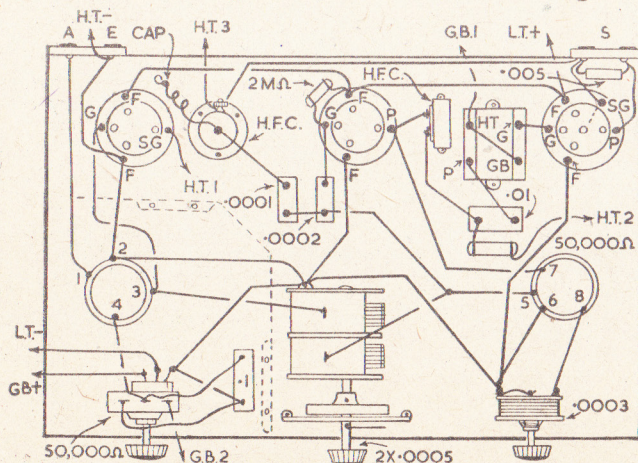 H.T.-
A E CAP H.T.3 G.B.1 L.T.+ S
2MΩ H.F.C. .005
F F F SG
G SG G P HT G G P
H.F.C.
F F P GB F
H.T.1 .01
.0001 H.T.2
.0002 50,000Ω
2 7
1 3 5 6 8
4
L.T.-
GB+ .1
.0003
50,000Ω G.B.2 2X.0005